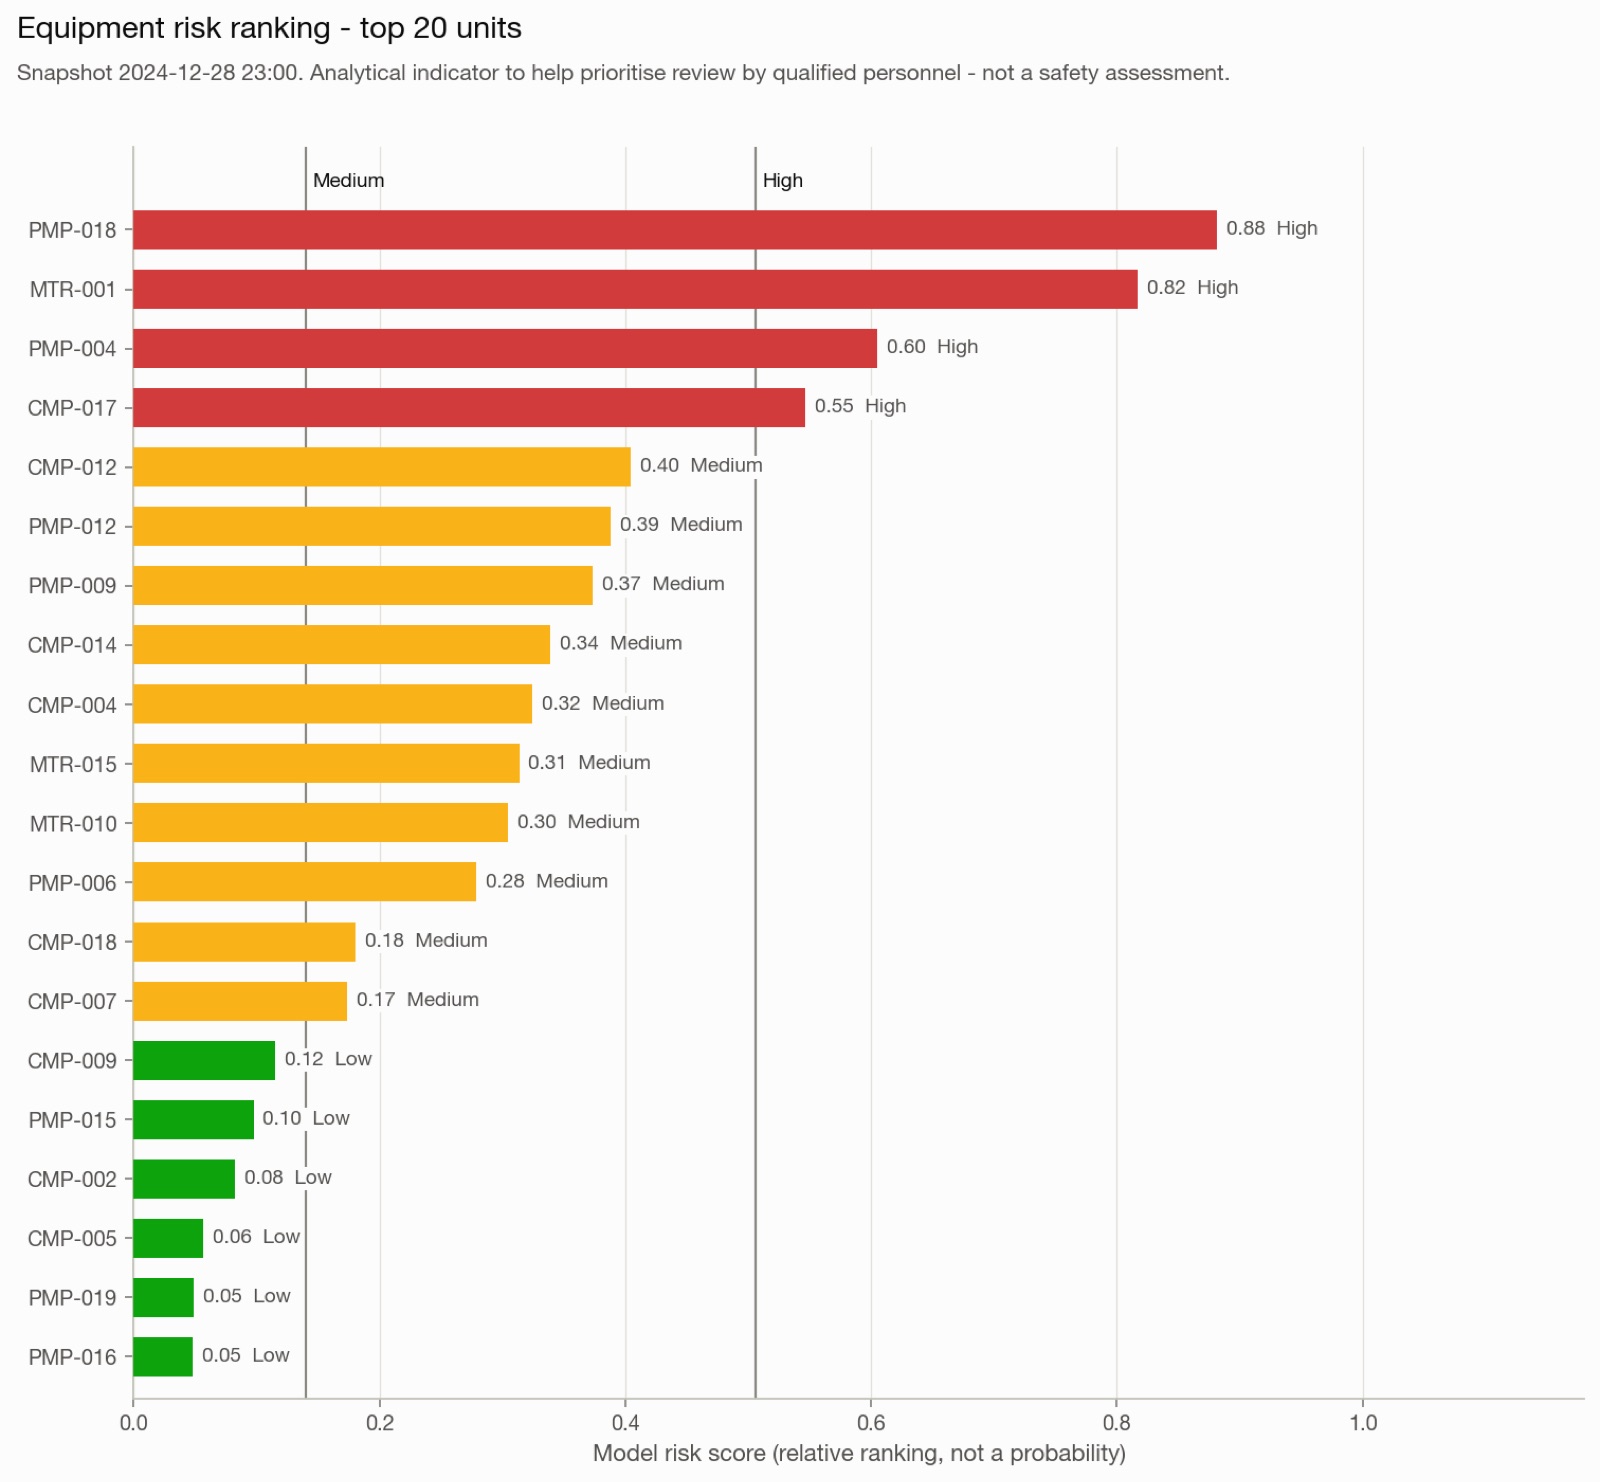 Equipment risk ranking - top 20 units
Snapshot 2024-12-28 23:00. Analytical indicator to help prioritise review by qualified personnel - not a safety assessment.
Medium High
PMP-018 0.88 High
MTR-001 0.82 High
PMP-004 0.60 High
CMP-017 0.55 High
CMP-012 0.40 Medium
PMP-012 0.39 Medium
PMP-009 0.37 Medium
CMP-014 0.34 Medium
CMP-004 0.32 Medium
MTR-015 0.31 Medium
MTR-010 0.30 Medium
PMP-006 0.28 Medium
CMP-018 0.18 Medium
CMP-007 0.17 Medium
CMP-009 0.12 Low
PMP-015 0.10 Low
CMP-002 0.08 Low
CMP-005 0.06 Low
PMP-019 0.05 Low
PMP-016 0.05 Low
0.0 0.2 0.4 0.6 0.8 1.0
Model risk score (relative ranking, not a probability)